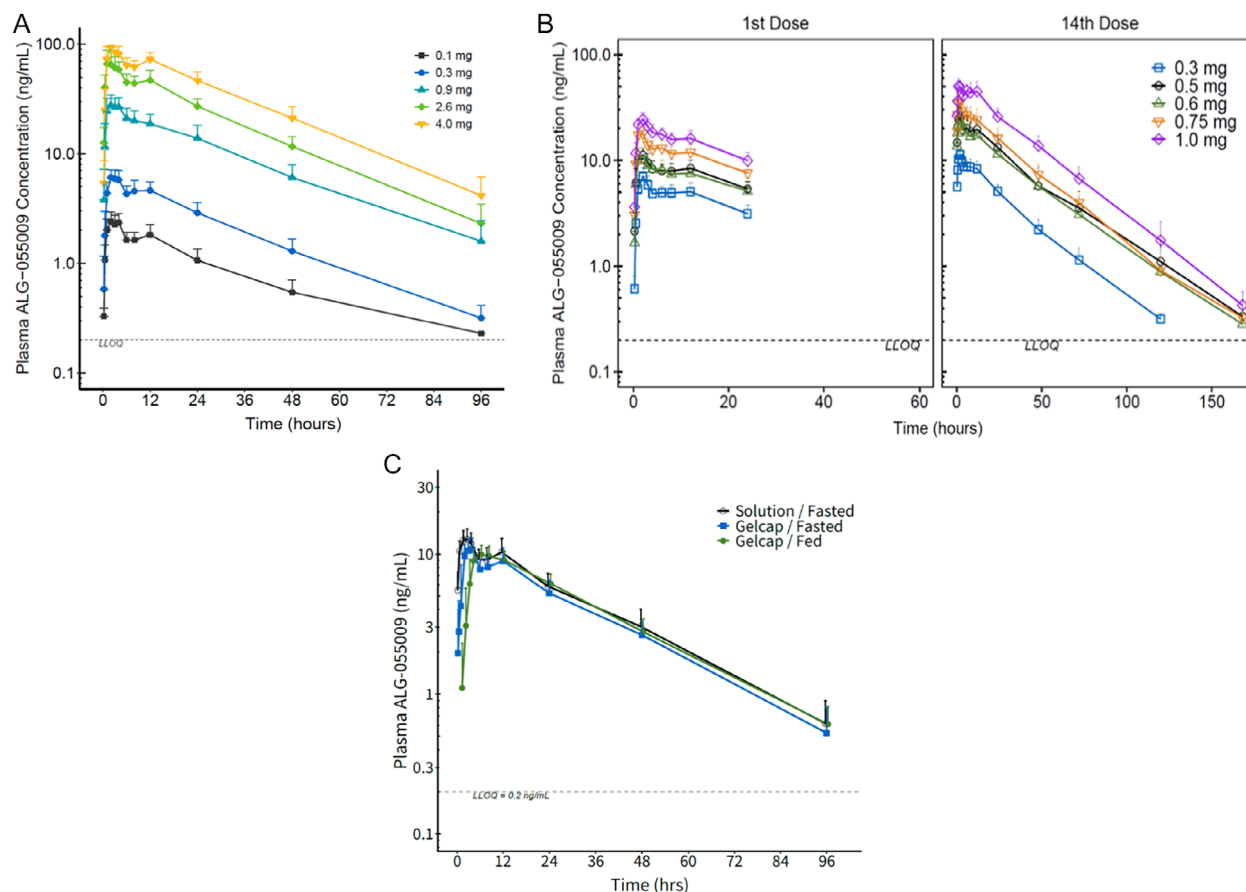 A
Plasma ALG-055009 Concentration (ng/mL)
100.0
10.0
1.0
0.1
0.1 mg
0.3 mg
0.9 mg
2.6 mg
4.0 mg
LLOQ
0 12 24 36 48 60 72 84 96
Time (hours)
B
1st Dose
14th Dose
Plasma ALG−055009 Concentration (ng/mL)
100.0
10.0
1.0
0.1
0.3 mg
0.5 mg
0.6 mg
0.75 mg
1.0 mg
LLOQ
LLOQ
0 20 40 60
0 50 100 150
Time (hours)
C
Plasma ALG-055009 (ng/mL)
30
10
3
1
0.3
0.1
Solution / Fasted
Gelcap / Fasted
Gelcap / Fed
LLOQ = 0.2 ng/mL
0 12 24 36 48 60 72 84 96
Time (hrs)